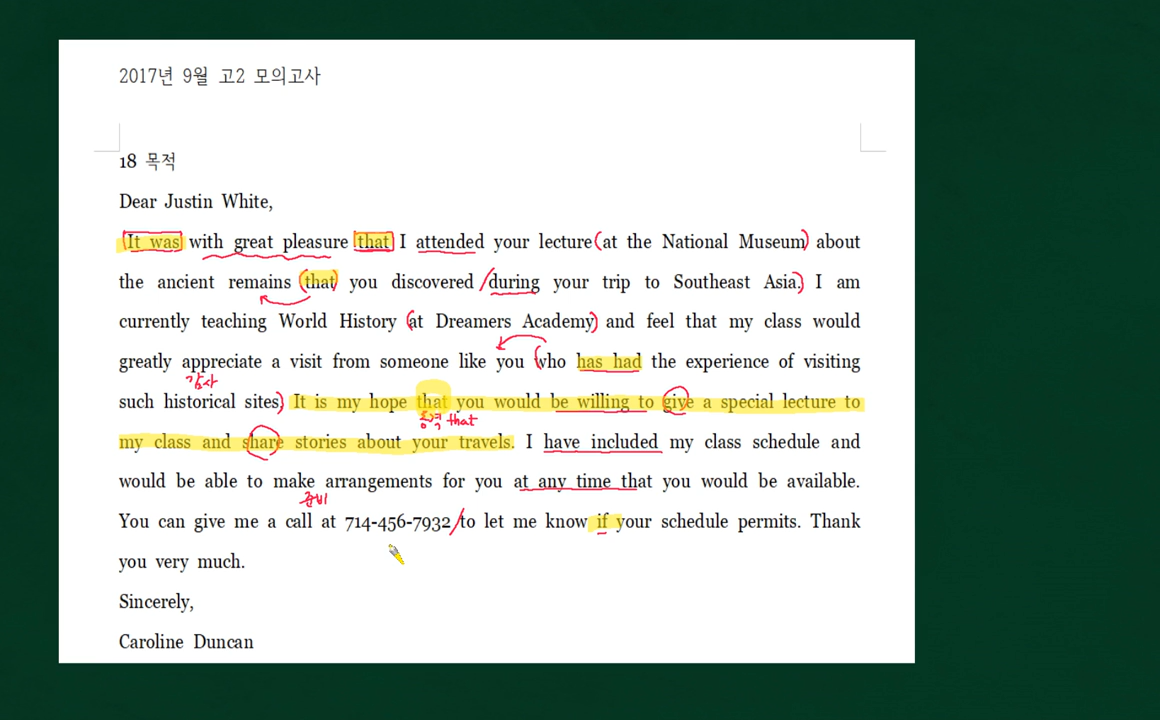 2017년 9월 고2 모의고사
18 목적
Dear Justin White,
It was with great pleasure that I attended your lecture at the National Museum about
the ancient remains that you discovered during your trip to Southeast Asia. I am
currently teaching World History at Dreamers Academy and feel that my class would
greatly appreciate a visit from someone like you who has had the experience of visiting
감사
such historical sites. It is my hope that you would be willing to give a special lecture to
동격 that
my class and share stories about your travels. I have included my class schedule and
would be able to make arrangements for you at any time that you would be available.
준비
You can give me a call at 714-456-7932 to let me know if your schedule permits. Thank
you very much.
Sincerely,
Caroline Duncan